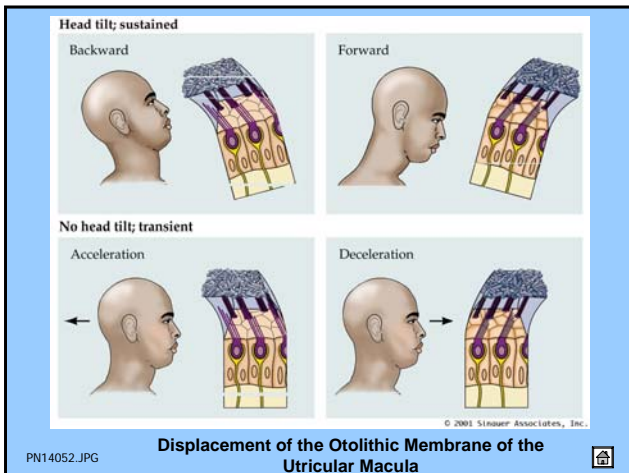 Head tilt; sustained
Backward
Forward
No head tilt; transient
Acceleration
Deceleration
© 2001 Sinauer Associates, Inc.
PN14052.JPG
Displacement of the Otolithic Membrane of the
Utricular Macula